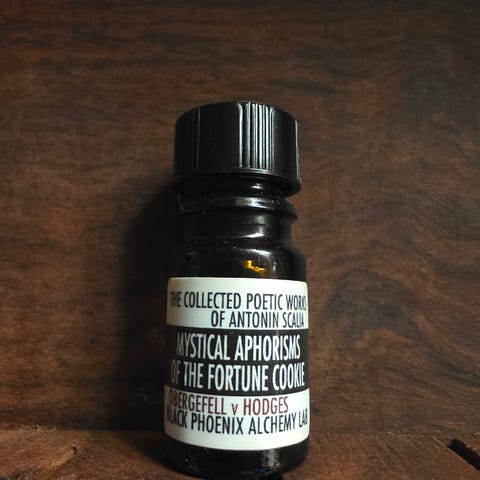 THE COLLECTED POETIC WORKS
OF ANTONIN SCALIA
MYSTICAL APHORISMS
OF THE FORTUNE COOKIE
OBERGEFELL v HODGES
BLACK PHOENIX ALCHEMY LAB